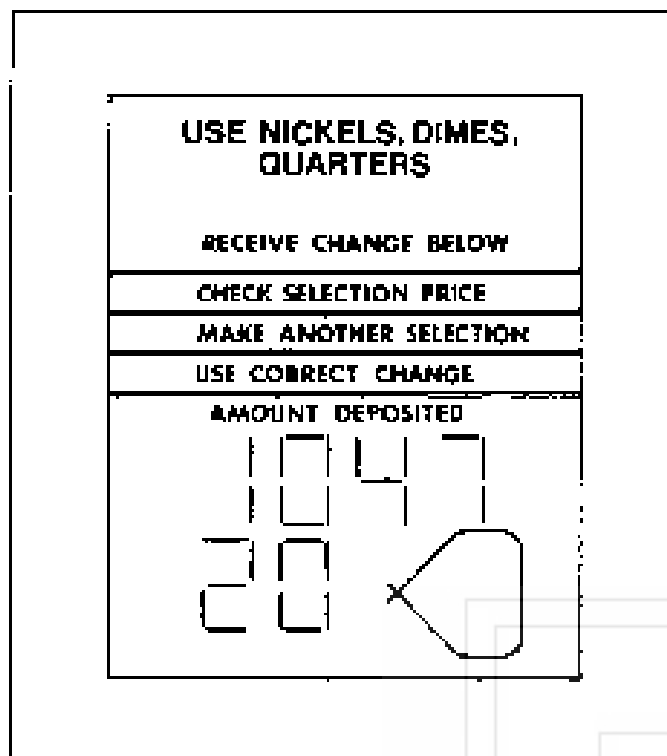 USE NICKELS, DIMES,
QUARTERS
RECEIVE CHANGE BELOW
CHECK SELECTION PRICE
MAKE ANOTHER SELECTION
USE CORRECT CHANGE
AMOUNT DEPOSITED
1047
20